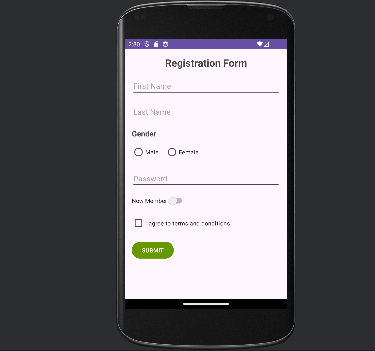 2:30
Registration Form
First Name
Last Name
Gender
Male Female
Password
New Member
I agree to terms and conditions
SUBMIT